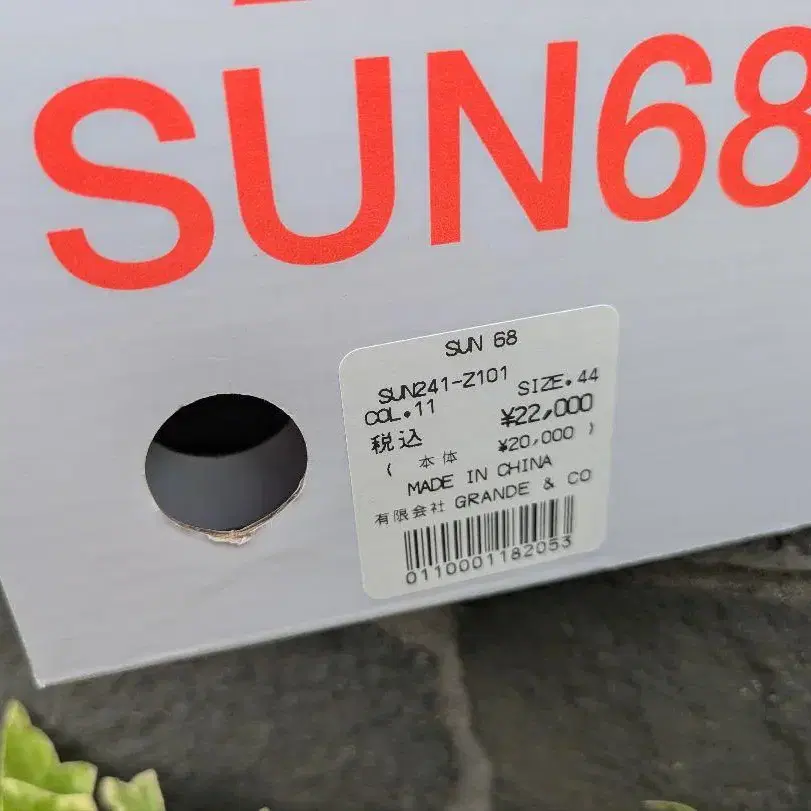 SUN68
SUN 68
SUN241-Z101
COL.11 SIZE.44
税込 ¥22,000
( 本体 ¥20,000 )
MADE IN CHINA
有限会社 GRANDE & CO
0110001182053